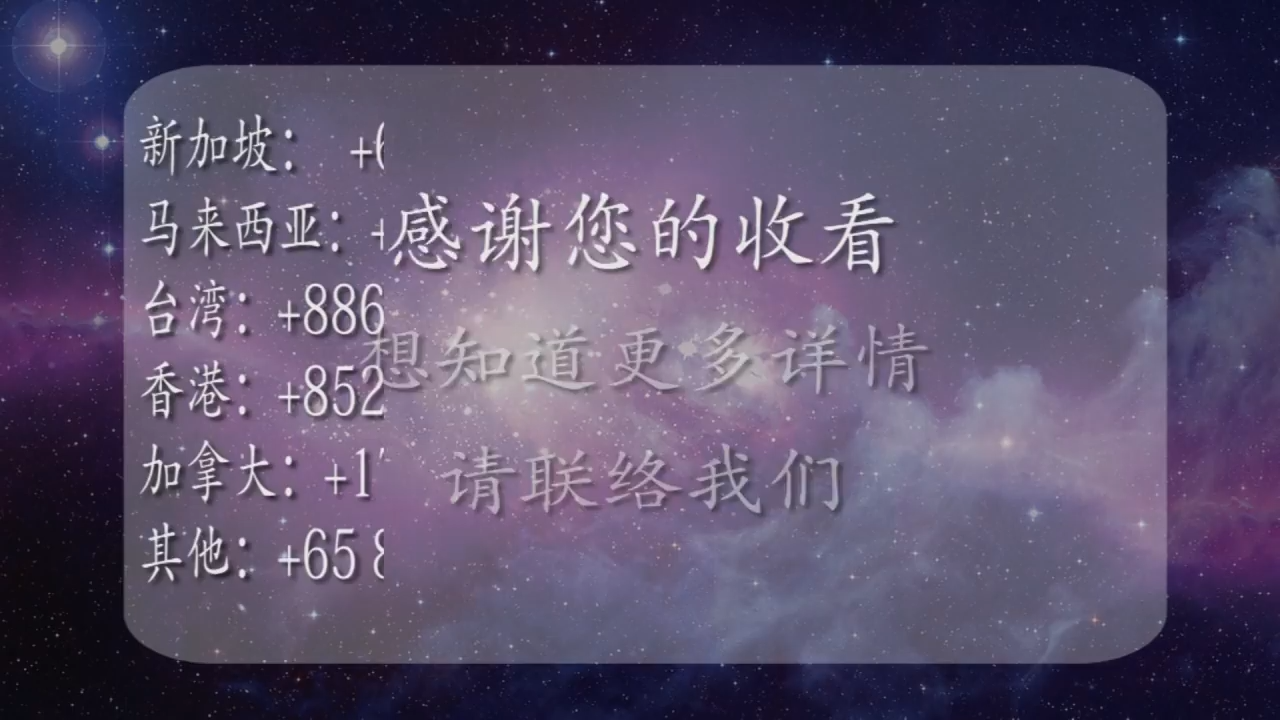 新加坡： +6
马来西亚：+
台湾：+886
香港：+852
加拿大：+1
其他：+65 8
感谢您的收看
想知道更多详情
请联络我们